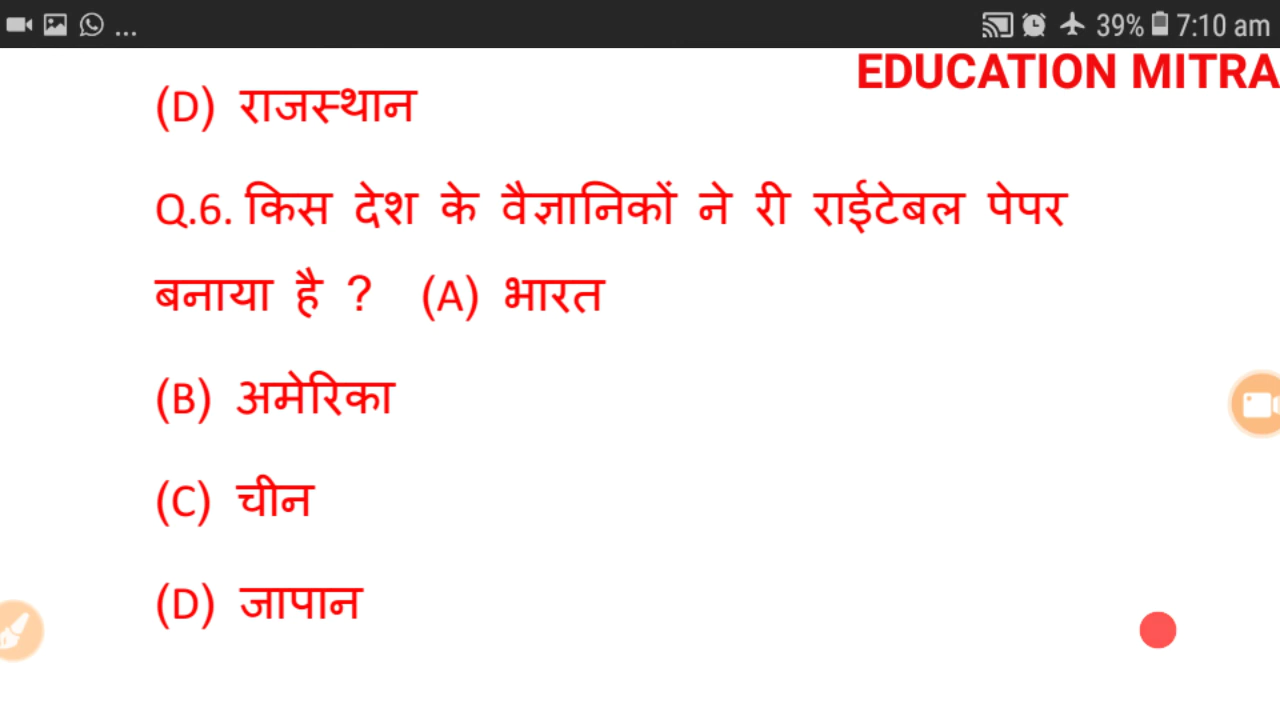 ... 39% 7:10 am
EDUCATION MITRA
(D) राजस्थान
Q.6. किस देश के वैज्ञानिकों ने री राईटेबल पेपर
बनाया है ? (A) भारत
(B) अमेरिका
(C) चीन
(D) जापान